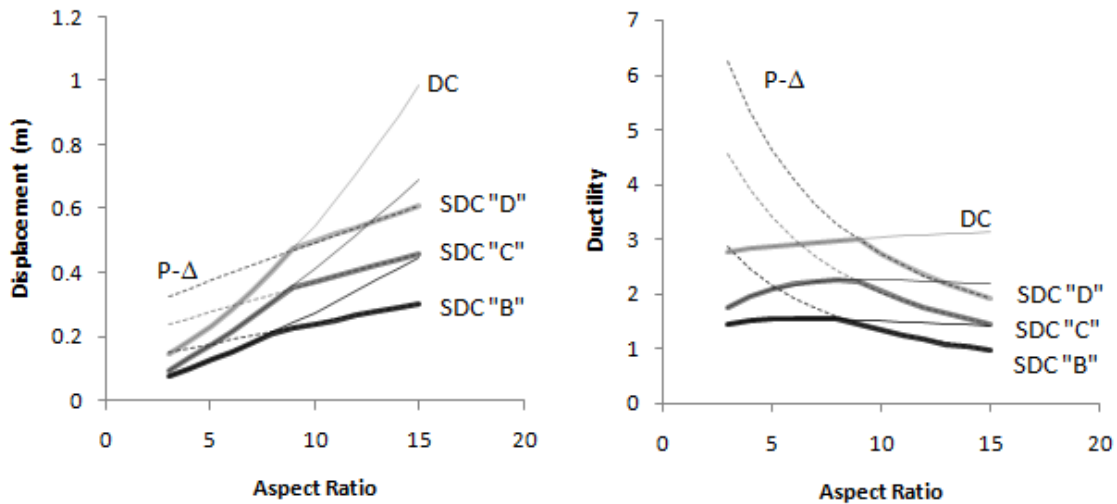 1.2
1
0.8
0.6
0.4
0.2
0
Displacement (m)
0
5
10
15
20
Aspect Ratio
DC
SDC "D"
SDC "C"
SDC "B"
P-Δ
7
6
5
4
3
2
1
0
Ductility
0
5
10
15
20
Aspect Ratio
P-Δ
DC
SDC "D"
SDC "C"
SDC "B"